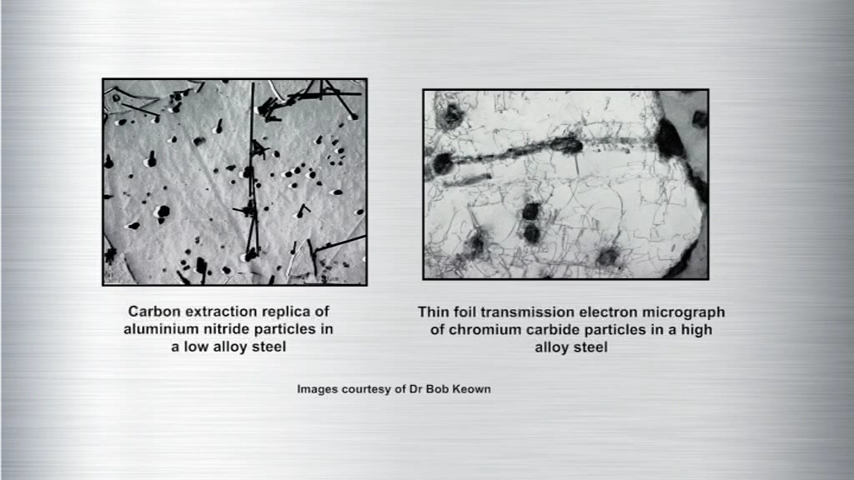 Carbon extraction replica of
aluminium nitride particles in
a low alloy steel
Thin foil transmission electron micrograph
of chromium carbide particles in a high
alloy steel
Images courtesy of Dr Bob Keown